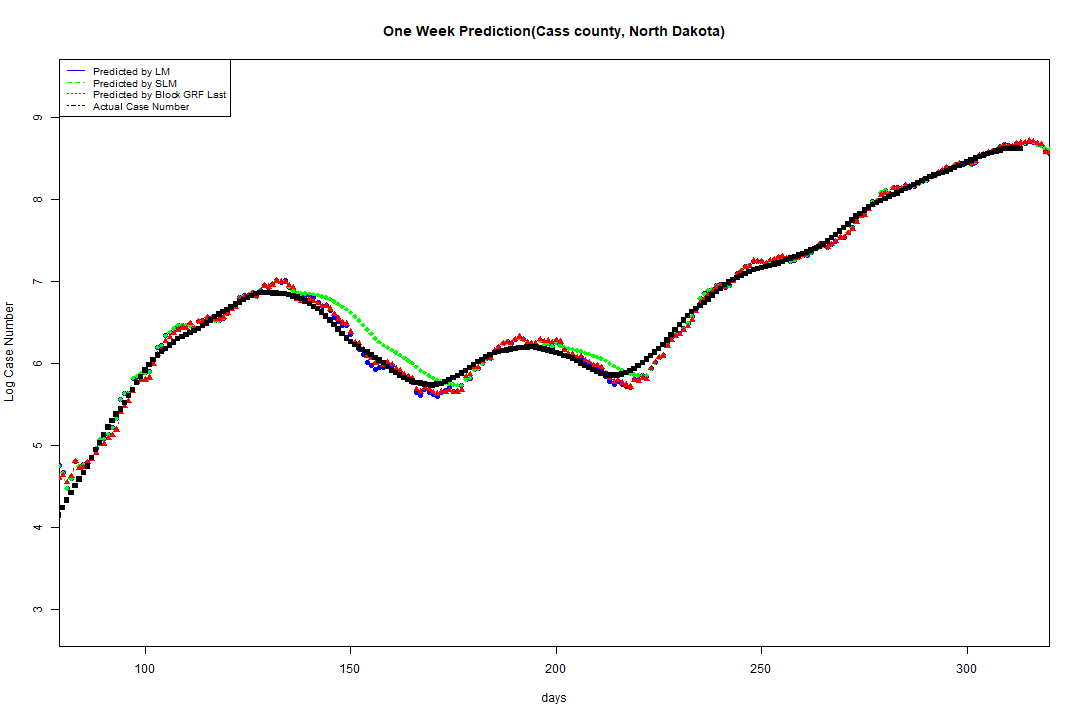 One Week Prediction(Cass county, North Dakota)
Predicted by LM
Predicted by SLM
Predicted by Block GRF Last
Actual Case Number
9
8
7
6
5
4
3
Log Case Number
100 150 200 250 300
days